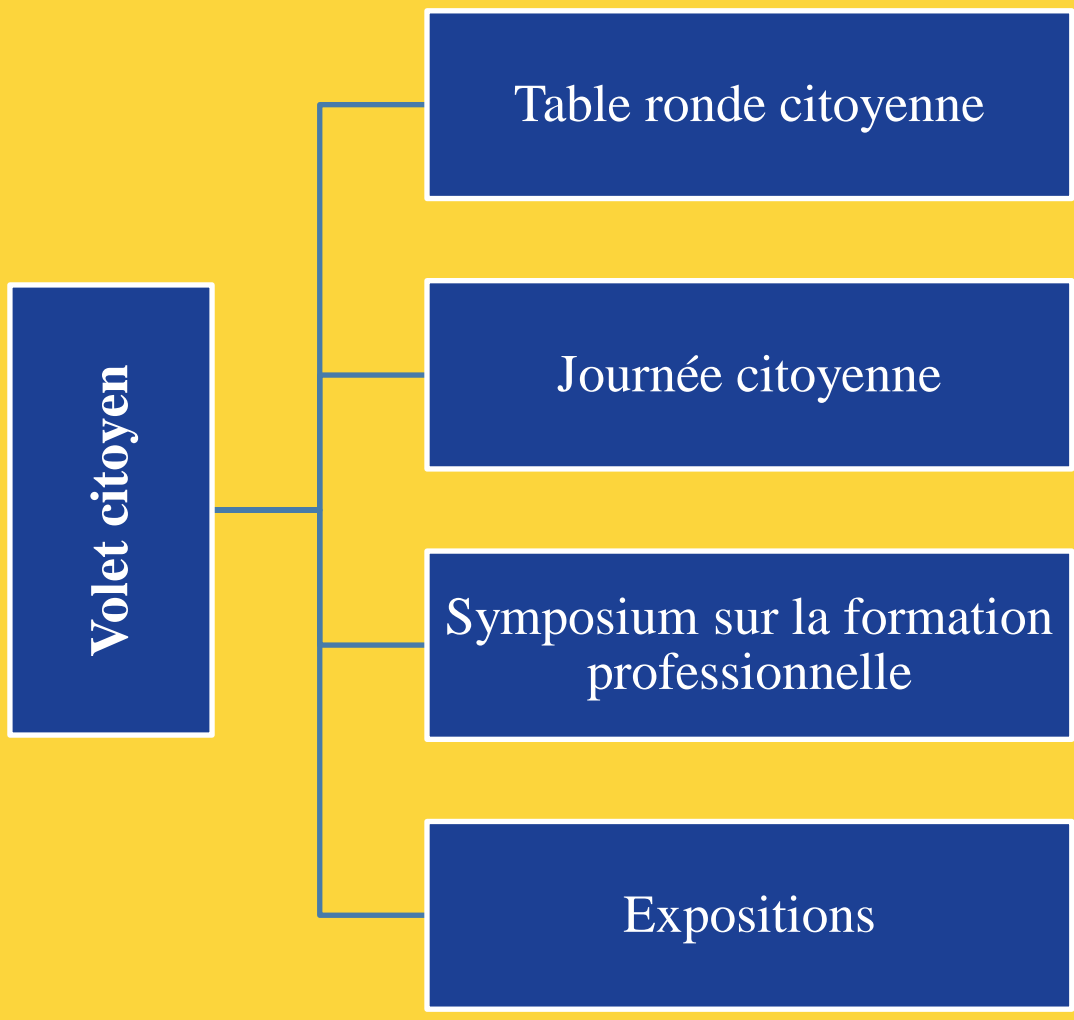 Volet citoyen
Table ronde citoyenne
Journée citoyenne
Symposium sur la formation
professionnelle
Expositions